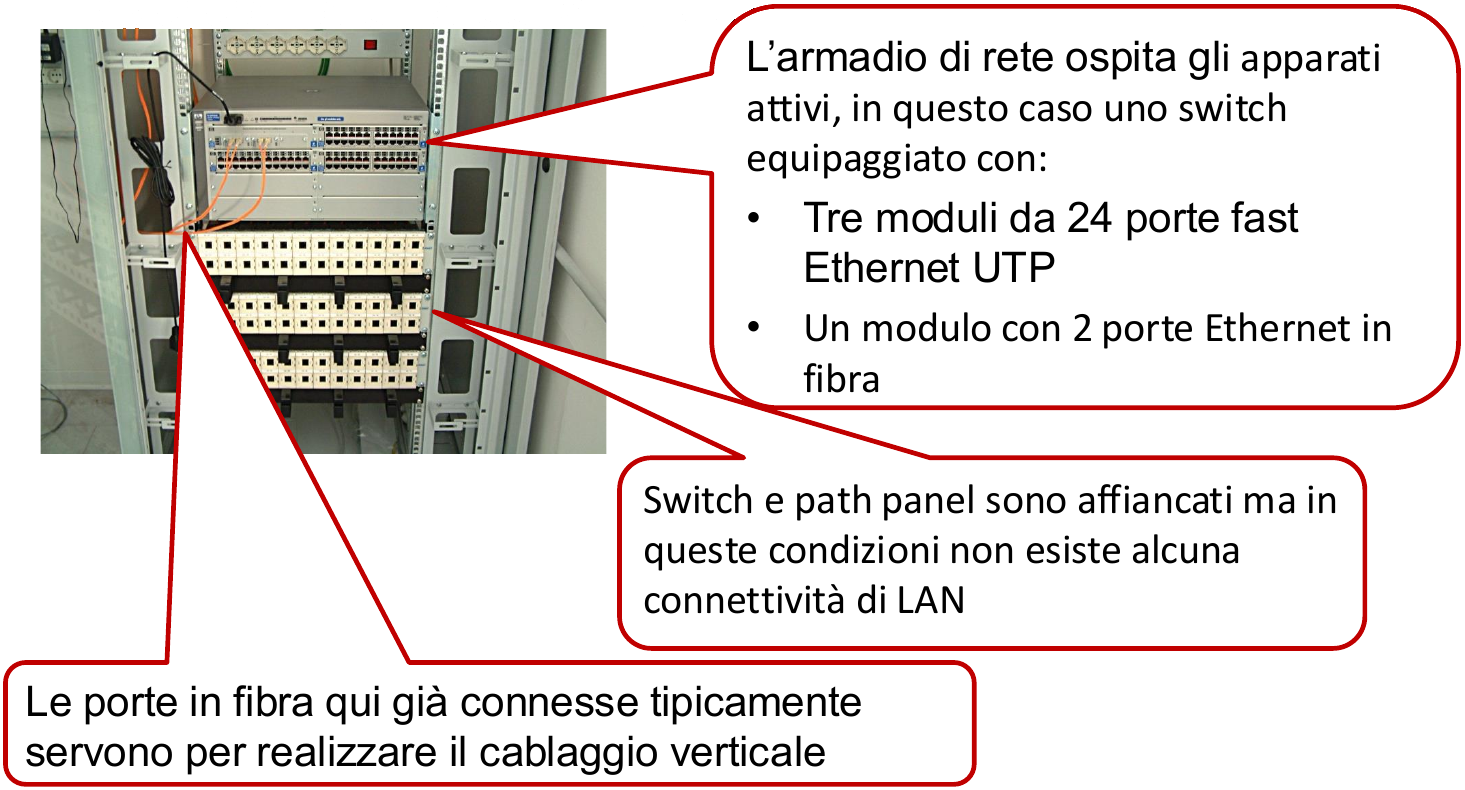 L’armadio di rete ospita gli apparati
attivi, in questo caso uno switch
equipaggiato con:
• Tre moduli da 24 porte fast
Ethernet UTP
• Un modulo con 2 porte Ethernet in
fibra
Switch e path panel sono affiancati ma in
queste condizioni non esiste alcuna
connettività di LAN
Le porte in fibra qui già connesse tipicamente
servono per realizzare il cablaggio verticale